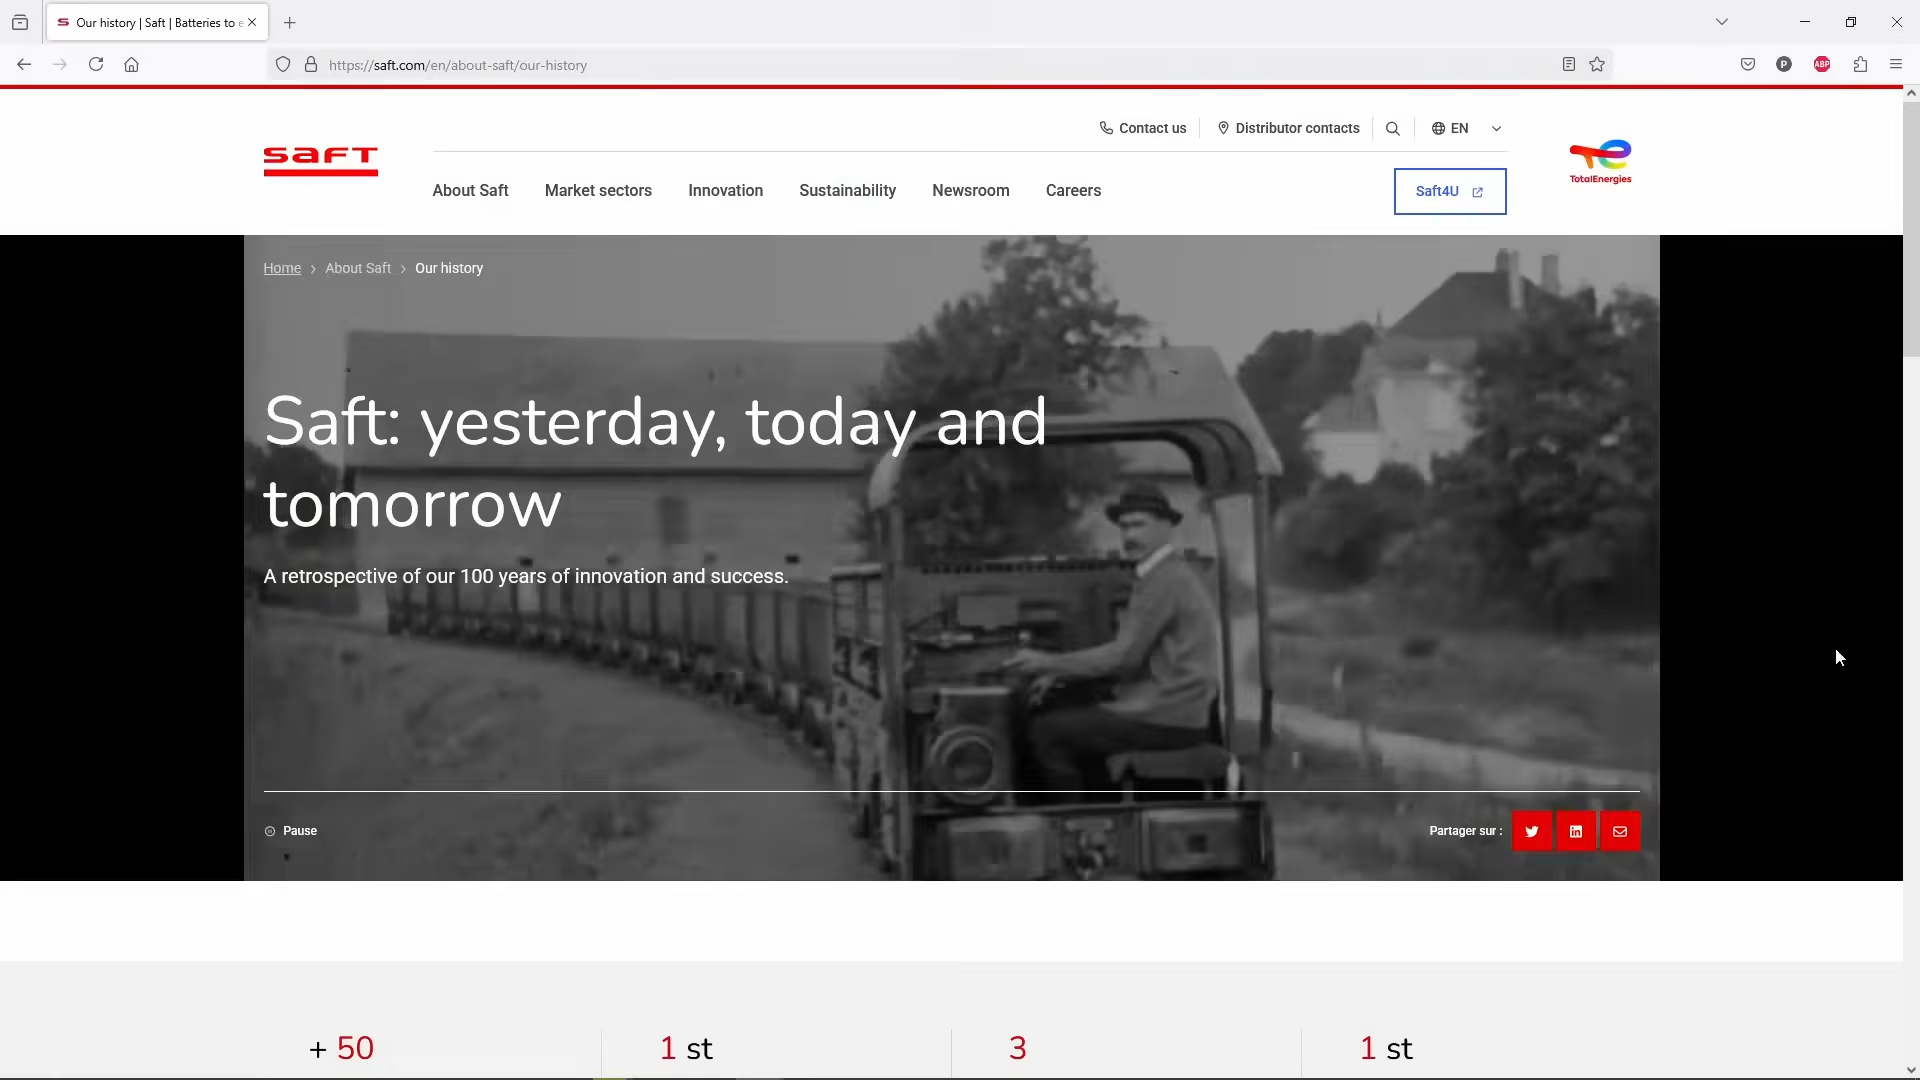 Our history | Saft | Batteries to e
https://saft.com/en/about-saft/our-history
P
ABP
Contact us
Distributor contacts
EN
saft
TotalEnergies
About Saft
Market sectors
Innovation
Sustainability
Newsroom
Careers
Saft4U
Home > About Saft > Our history
Saft: yesterday, today and
tomorrow
A retrospective of our 100 years of innovation and success.
Pause
Partager sur :
+ 50
1 st
3
1 st